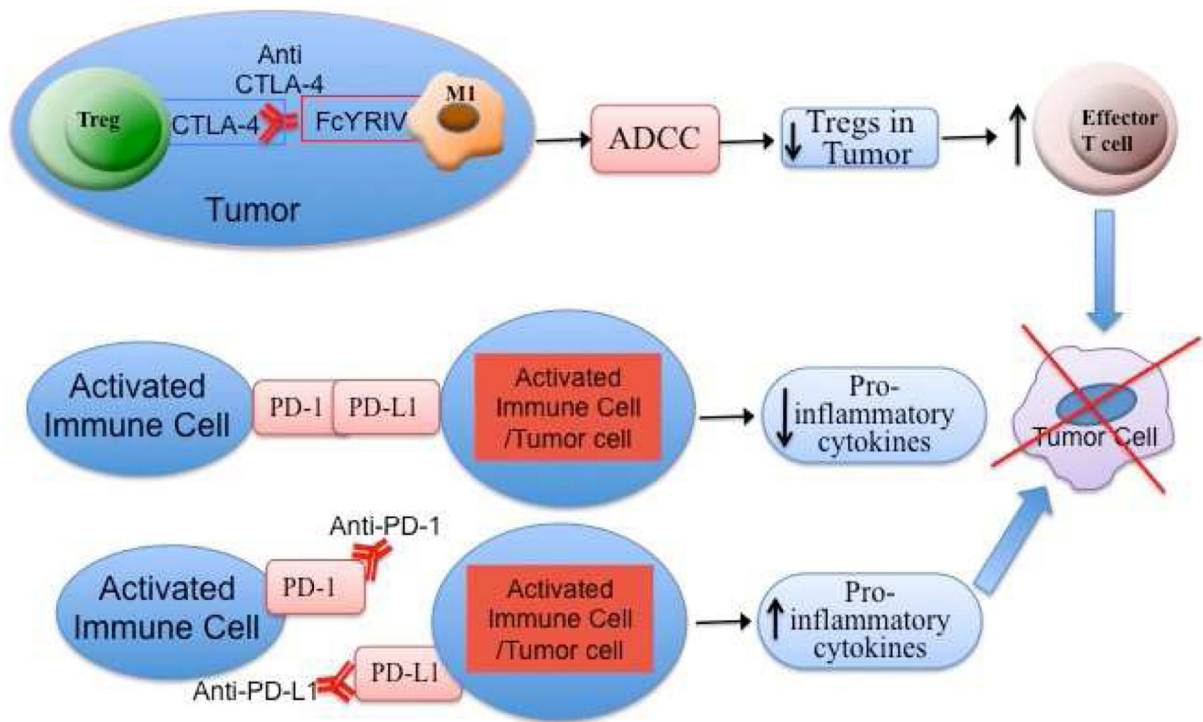 Anti
CTLA-4
Treg
CTLA-4
FcƔRIV
M1
Tumor
ADCC
↓ Tregs in
Tumor
↑
Effector
T cell
Activated
Immune Cell
PD-1
PD-L1
Activated
Immune Cell
/Tumor cell
Pro-
↓ inflammatory
cytokines
Tumor Cell
Anti-PD-1
Activated
Immune Cell
PD-1
Anti-PD-L1
PD-L1
Activated
Immune Cell
/Tumor cell
Pro-
↑ inflammatory
cytokines